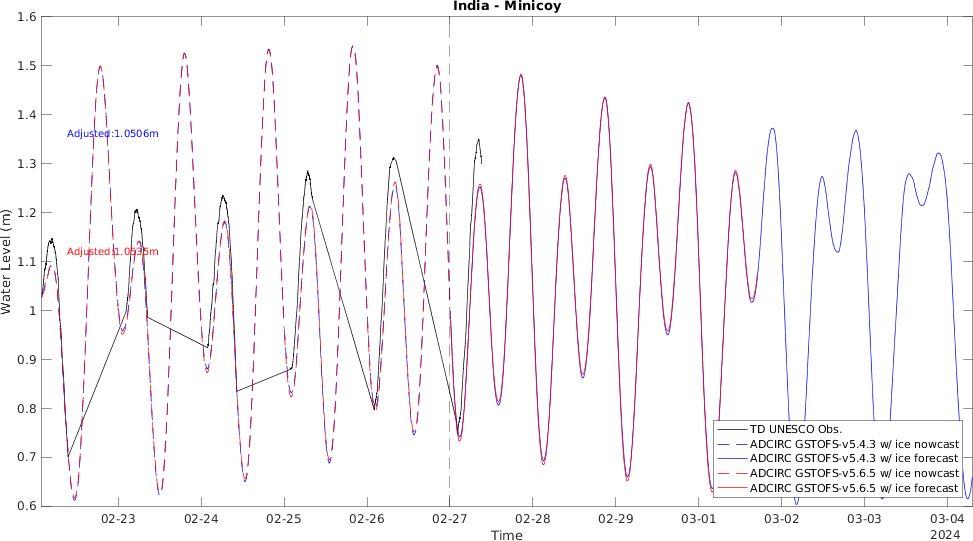 India - Minicoy
1.6
1.5
1.4
1.3
1.2
1.1
1
0.9
0.8
0.7
0.6
Water Level (m)
Adjusted:1.0506m
Adjusted:1.0535m
TD UNESCO Obs.
ADCIRC GSTOFS-v5.4.3 w/ ice nowcast
ADCIRC GSTOFS-v5.4.3 w/ ice forecast
ADCIRC GSTOFS-v5.6.5 w/ ice nowcast
ADCIRC GSTOFS-v5.6.5 w/ ice forecast
02-23 02-24 02-25 02-26 02-27 02-28 02-29 03-01 03-02 03-03 03-04
2024
Time